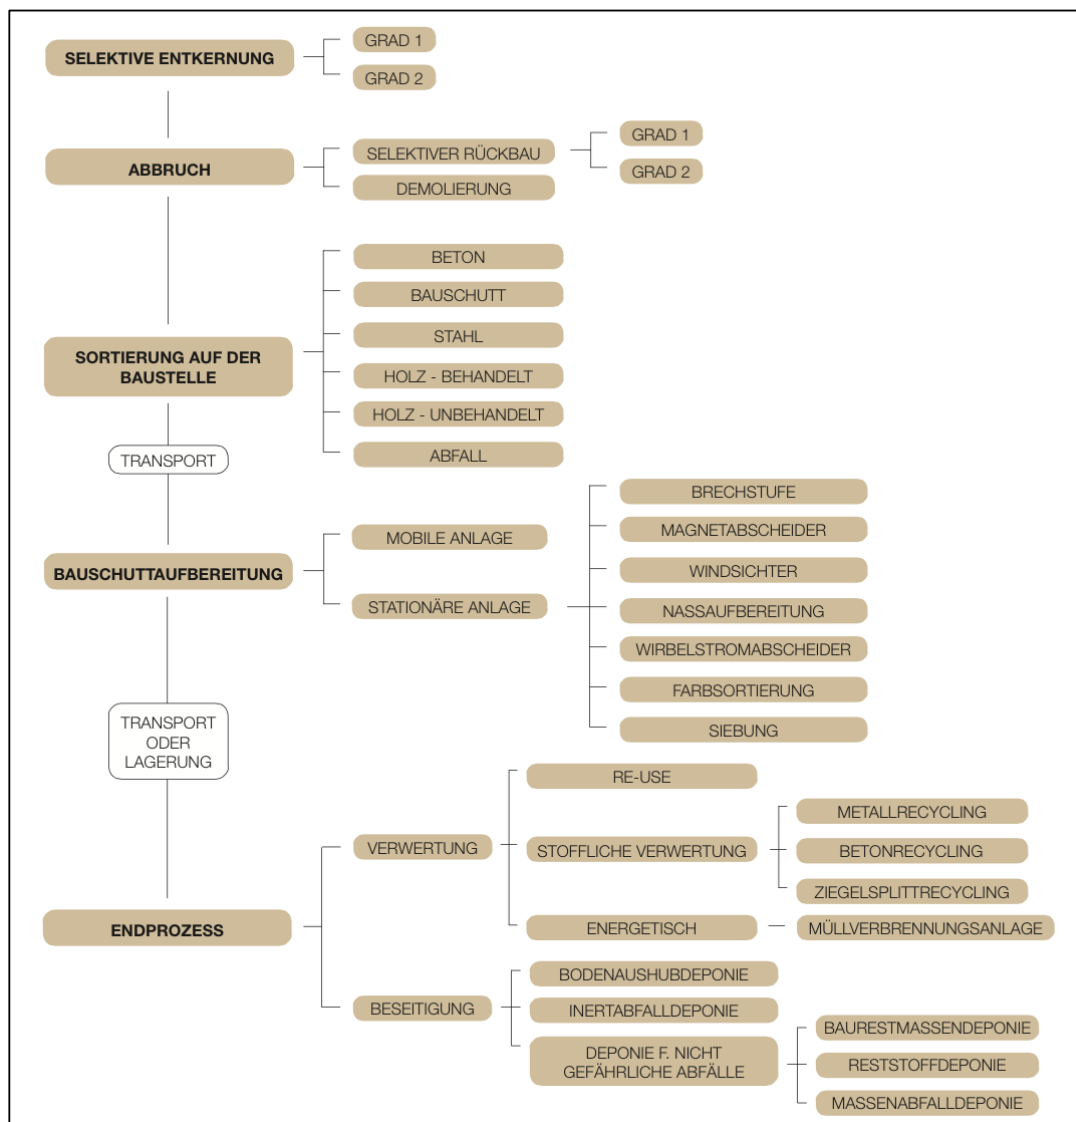 SELEKTIVE ENTKERNUNG
GRAD 1
GRAD 2
ABBRUCH
SELEKTIVER RÜCKBAU
GRAD 1
GRAD 2
DEMOLIERUNG
SORTIERUNG AUF DER
BAUSTELLE
BETON
BAUSCHUTT
STAHL
HOLZ - BEHANDELT
HOLZ - UNBEHANDELT
ABFALL
TRANSPORT
BAUSCHUTTAUFBEREITUNG
MOBILE ANLAGE
STATIONÄRE ANLAGE
BRECHSTUFE
MAGNETABSCHEIDER
WINDSICHTER
NASSAUFBEREITUNG
WIRBELSTROMABSCHEIDER
FARBSORTIERUNG
SIEBUNG
TRANSPORT
ODER
LAGERUNG
ENDPROZESS
VERWERTUNG
RE-USE
STOFFLICHE VERWERTUNG
METALLRECYCLING
BETONRECYCLING
ZIEGELSPLITTRECYCLING
ENERGETISCH
MÜLLVERBRENNUNGSANLAGE
BESEITIGUNG
BODENAUSHUBDEPONIE
INERTABFALLDEPONIE
DEPONIE F. NICHT
GEFÄHRLICHE ABFÄLLE
BAURESTMASSENDEPONIE
RESTSTOFFDEPONIE
MASSENABFALLDEPONIE